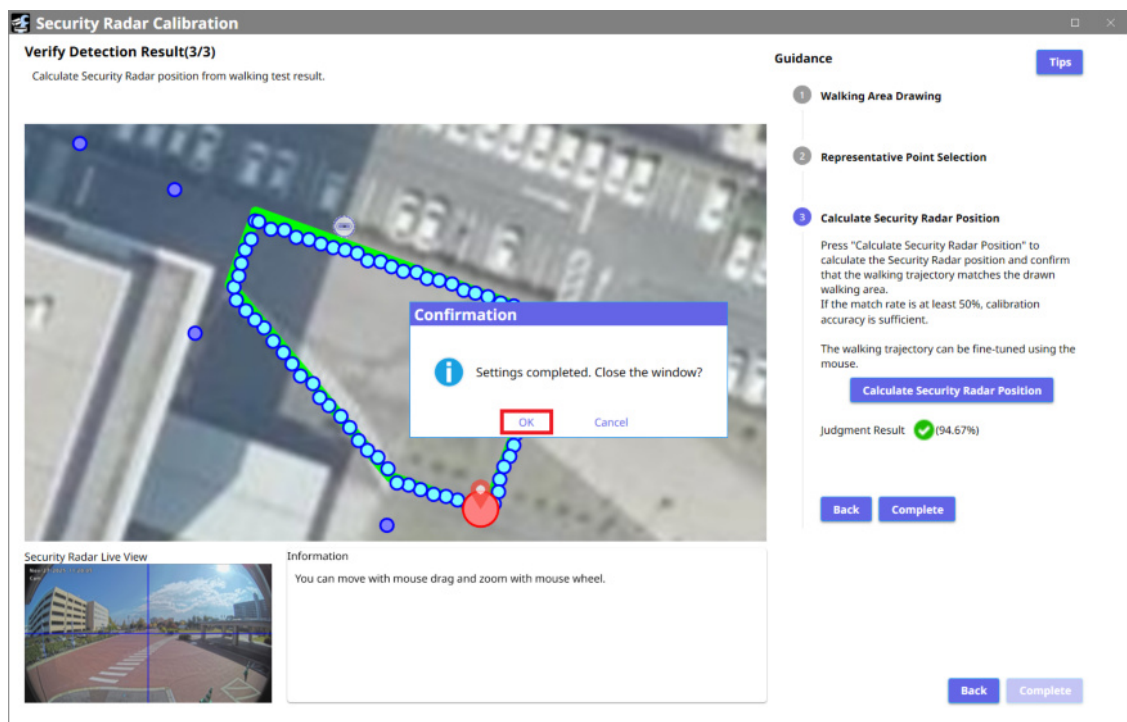 Security Radar Calibration
Verify Detection Result(3/3)
Calculate Security Radar position from walking test result.
Guidance
Tips
1 Walking Area Drawing
2 Representative Point Selection
3 Calculate Security Radar Position
Press "Calculate Security Radar Position" to
calculate the Security Radar position and confirm
that the walking trajectory matches the drawn
walking area.
If the match rate is at least 50%, calibration
accuracy is sufficient.
The walking trajectory can be fine-tuned using the
mouse.
Calculate Security Radar Position
Judgment Result (94.67%)
Back Complete
Confirmation
Settings completed. Close the window?
OK Cancel
Security Radar Live View
Information
You can move with mouse drag and zoom with mouse wheel.
Back Complete